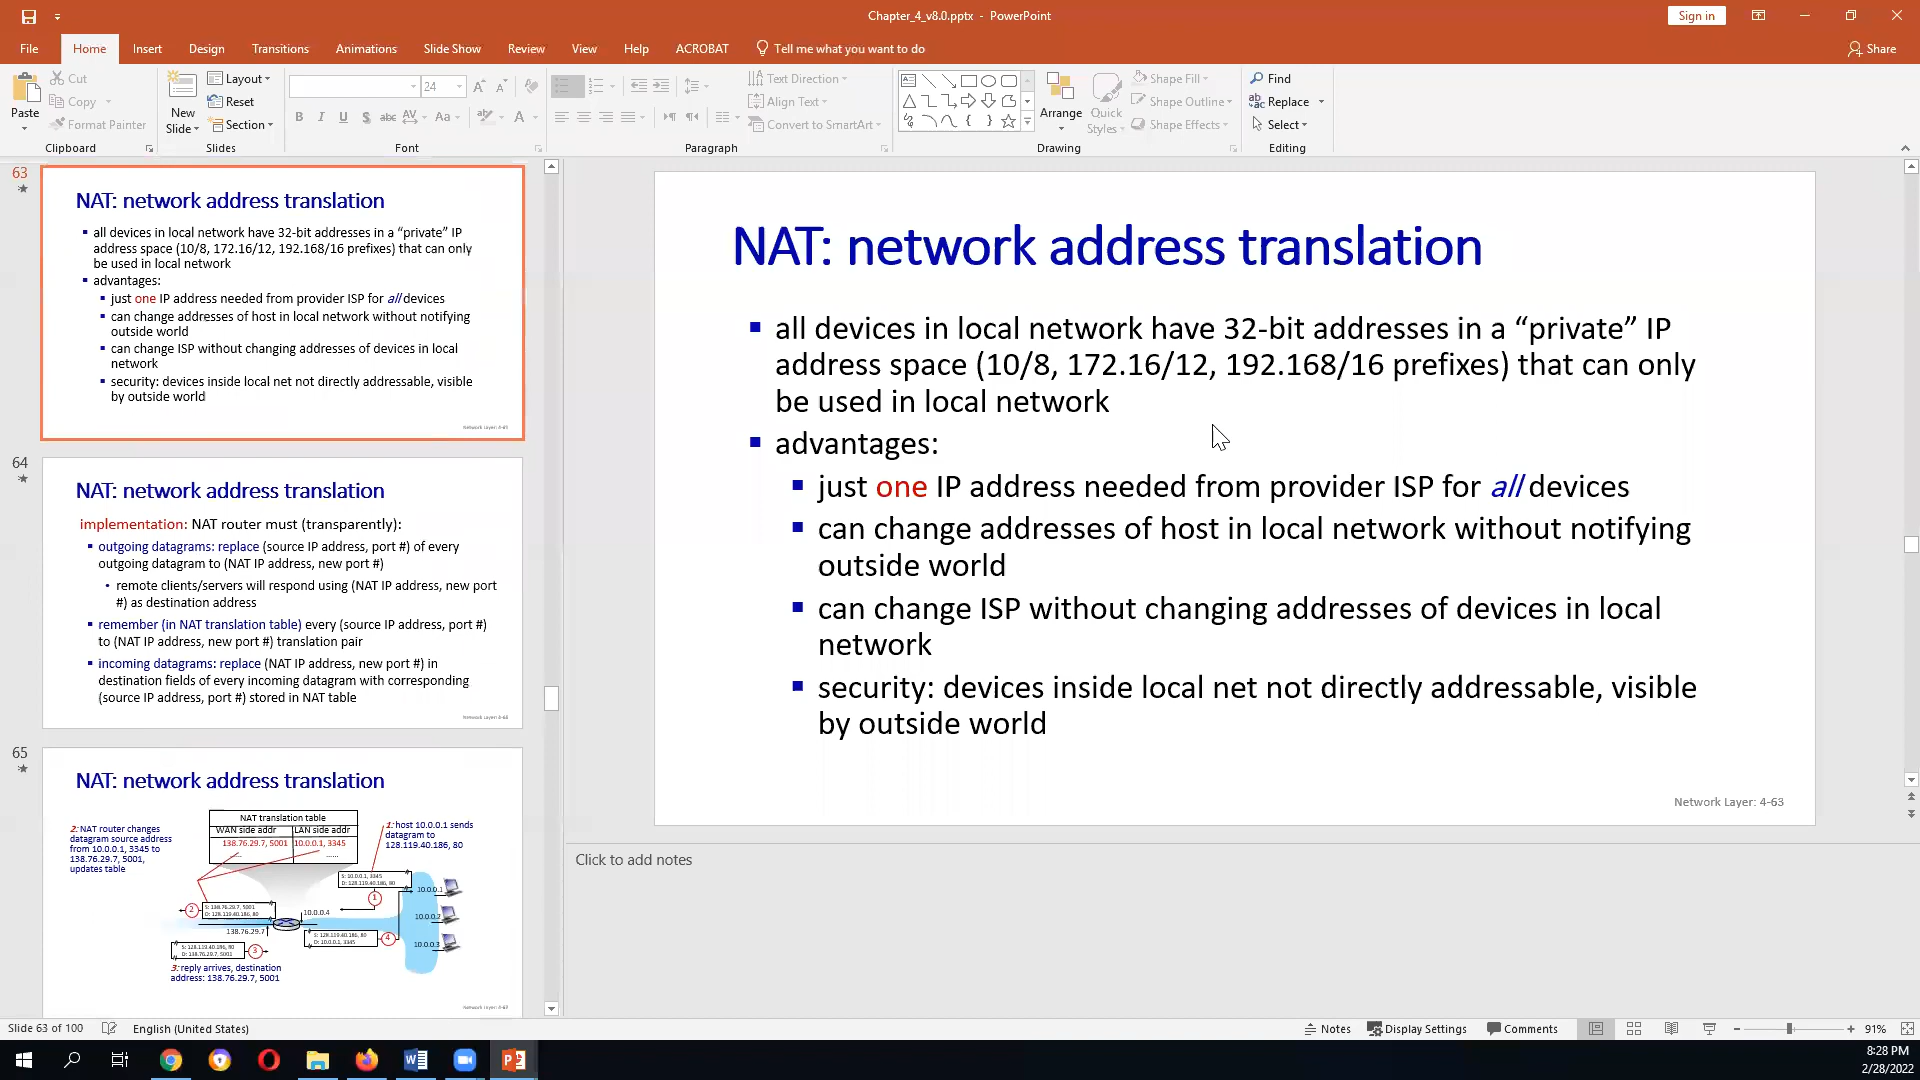 Chapter_4_v8.0.pptx - PowerPoint
Sign in
File Home Insert Design Transitions Animations Slide Show Review View Help ACROBAT Tell me what you want to do
Share
Paste
Cut
Copy
Format Painter
Clipboard
New
Slide
Layout
Reset
Section
Slides
24
Font
Text Direction
Align Text
Convert to SmartArt
Paragraph
Arrange
Quick
Styles
Shape Fill
Shape Outline
Shape Effects
Drawing
Find
Replace
Select
Editing
63
NAT: network address translation
all devices in local network have 32-bit addresses in a “private” IP
address space (10/8, 172.16/12, 192.168/16 prefixes) that can only
be used in local network
advantages:
just one IP address needed from provider ISP for all devices
can change addresses of host in local network without notifying
outside world
can change ISP without changing addresses of devices in local
network
security: devices inside local net not directly addressable, visible
by outside world
64
NAT: network address translation
implementation: NAT router must (transparently):
outgoing datagrams: replace (source IP address, port #) of every
outgoing datagram to (NAT IP address, new port #)
• remote clients/servers will respond using (NAT IP address, new port
#) as destination address
remember (in NAT translation table) every (source IP address, port #)
to (NAT IP address, new port #) translation pair
incoming datagrams: replace (NAT IP address, new port #) in
destination fields of every incoming datagram with corresponding
(source IP address, port #) stored in NAT table
65
NAT: network address translation
2: NAT router changes
datagram source address
from 10.0.0.1, 3345 to
138.76.29.7, 5001,
updates table
NAT translation table
WAN side addr LAN side addr
138.76.29.7, 5001 10.0.0.1, 3345
.... ......
1: host 10.0.0.1 sends
datagram to
128.119.40.186, 80
S: 10.0.0.1, 3345
D: 128.119.40.186, 80
1
10.0.0.1
2
S: 138.76.29.7, 5001
D: 128.119.40.186, 80
10.0.0.4
10.0.0.2
138.76.29.7
S: 128.119.40.186, 80
D: 10.0.0.1, 3345
4
10.0.0.3
S: 128.119.40.186, 80
D: 138.76.29.7, 5001
3
3: reply arrives, destination
address: 138.76.29.7, 5001
NAT: network address translation
all devices in local network have 32-bit addresses in a “private” IP
address space (10/8, 172.16/12, 192.168/16 prefixes) that can only
be used in local network
advantages:
just one IP address needed from provider ISP for all devices
can change addresses of host in local network without notifying
outside world
can change ISP without changing addresses of devices in local
network
security: devices inside local net not directly addressable, visible
by outside world
Network Layer: 4-63
Click to add notes
Slide 63 of 100 English (United States)
Notes Display Settings Comments 91%
8:28 PM
2/28/2022